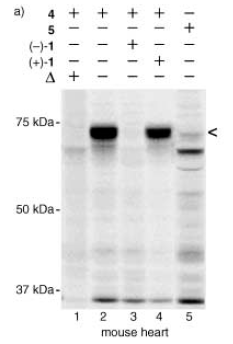 a)
4 + + + + −
5 − − − − +
(−)-1 − − + − −
(+)-1 − − − + −
Δ + − − − −
75 kDa-
<
50 kDa-
37 kDa-
1 2 3 4 5
mouse heart